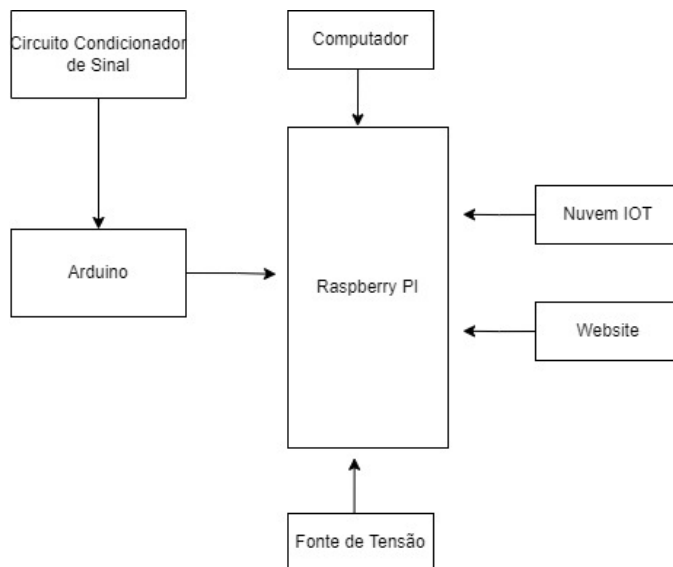 Circuito Condicionador
de Sinal
Computador
Nuvem IOT
Arduino
Raspberry PI
Website
Fonte de Tensão